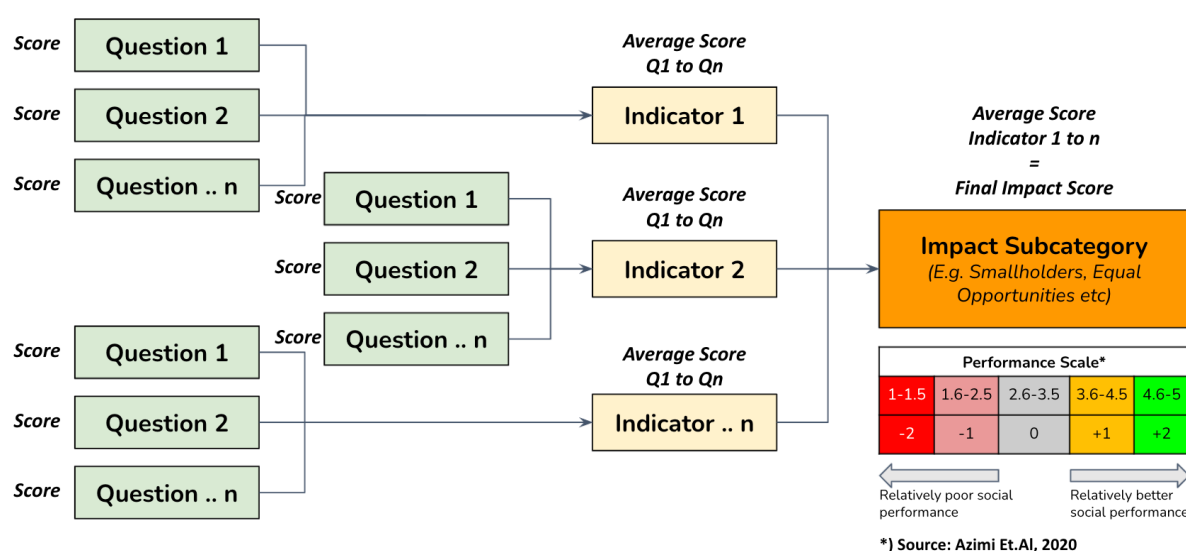 Score
Question 1
Score
Question 2
Score
Question .. n
Score
Question 1
Score
Question 2
Score
Question .. n
Score
Question 1
Score
Question 2
Score
Question .. n
Average Score
Q1 to Qn
Indicator 1
Average Score
Q1 to Qn
Indicator 2
Average Score
Q1 to Qn
Indicator .. n
Average Score
Indicator 1 to n
=
Final Impact Score
Impact Subcategory
(E.g. Smallholders, Equal
Opportunities etc)
Performance Scale*
1-1.5 1.6-2.5 2.6-3.5 3.6-4.5 4.6-5
-2 -1 0 +1 +2
Relatively poor social
performance
Relatively better
social performance
*) Source: Azimi Et.Al, 2020